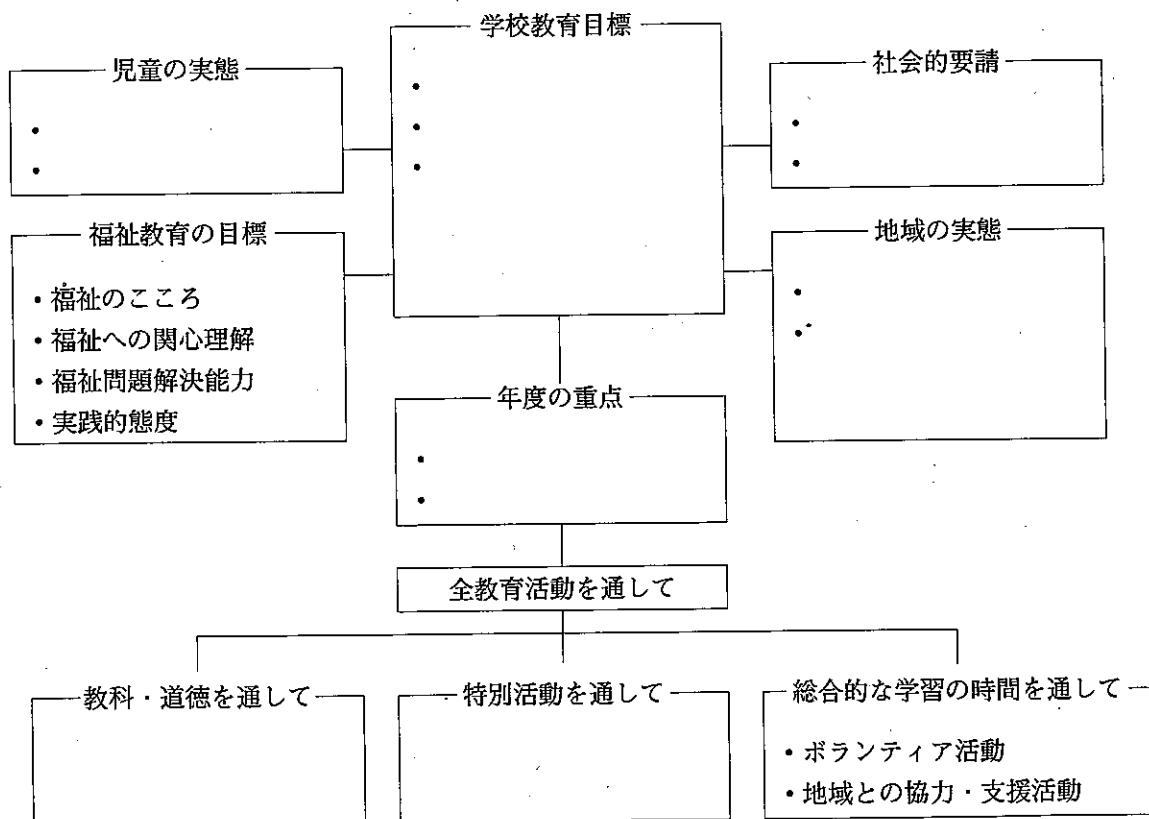 学校教育目標
・
・
・
児童の実態
・
・
社会的要請
・
・
福祉教育の目標
・福祉のこころ
・福祉への関心理解
・福祉問題解決能力
・実践的態度
地域の実態
・
・
年度の重点
・
・
全教育活動を通して
教科・道徳を通して
特別活動を通して
総合的な学習の時間を通して
・ボランティア活動
・地域との協力・支援活動